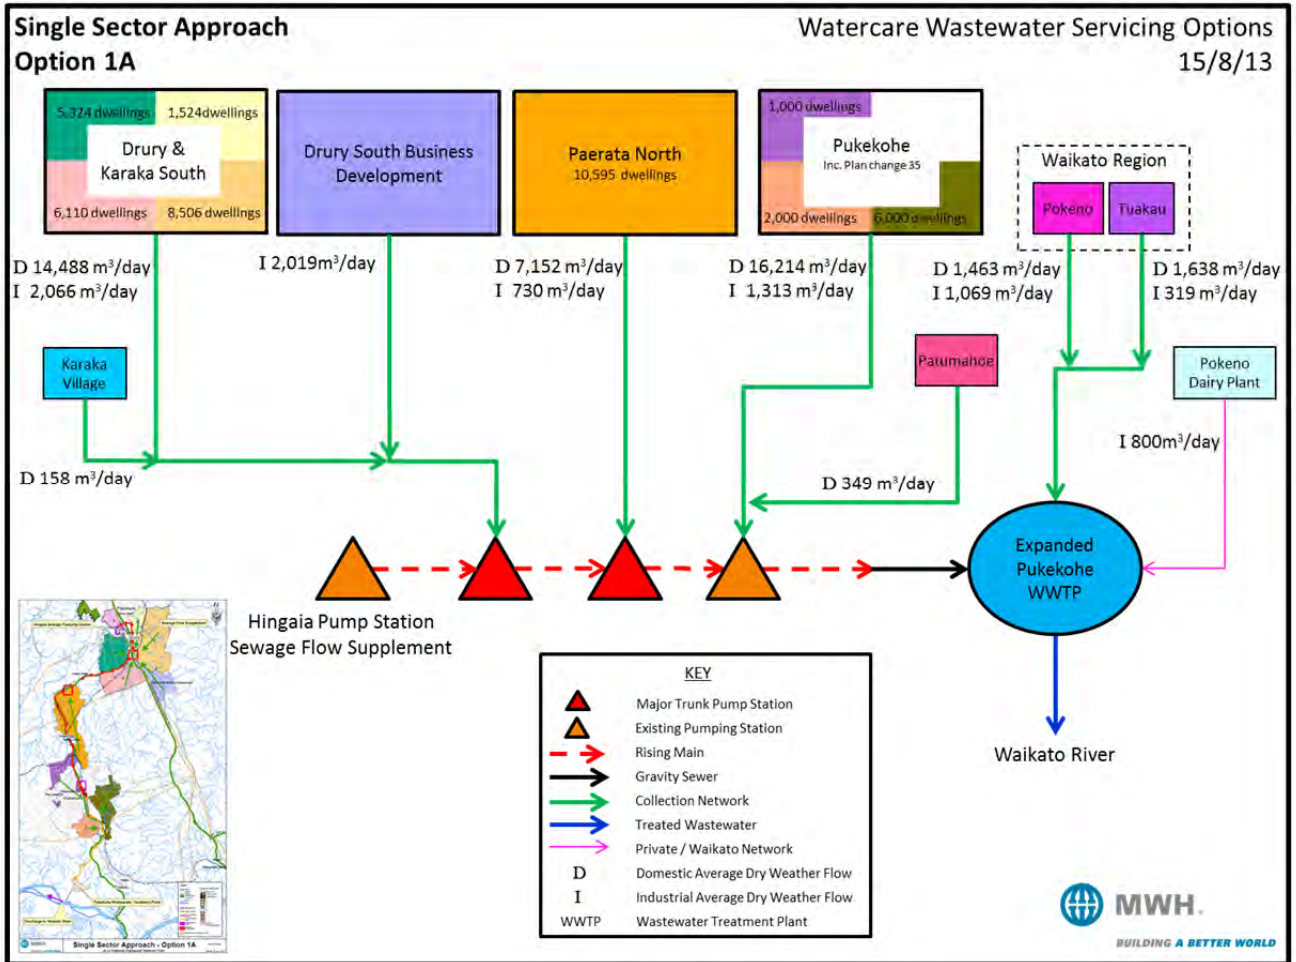 Single Sector Approach
Option 1A
Watercare Wastewater Servicing Options
15/8/13
5,324 dwellings
1,524dwellings
Drury &
Karaka South
6,110 dwellings
8,506 dwellings
Drury South Business
Development
Paerata North
10,595 dwellings
1,000 dwellings
Pukekohe
Inc. Plan change 35
2,000 dwellings
6,000 dwellings
Waikato Region
Pokeno
Tuakau
D 14,488 m³/day
I 2,066 m³/day
I 2,019m³/day
D 7,152 m³/day
I 730 m³/day
D 16,214 m³/day
I 1,313 m³/day
D 1,463 m³/day
I 1,069 m³/day
D 1,638 m³/day
I 319 m³/day
Karaka
Village
Patumahoe
Pokeno
Dairy Plant
D 158 m³/day
D 349 m³/day
I 800m³/day
Expanded
Pukekohe
WWTP
Hingaia Pump Station
Sewage Flow Supplement
Waikato River
KEY
Major Trunk Pump Station
Existing Pumping Station
Rising Main
Gravity Sewer
Collection Network
Treated Wastewater
Private / Waikato Network
D Domestic Average Dry Weather Flow
I Industrial Average Dry Weather Flow
WWTP Wastewater Treatment Plant
Single Sector Approach - Option 1A
MWH.
BUILDING A BETTER WORLD